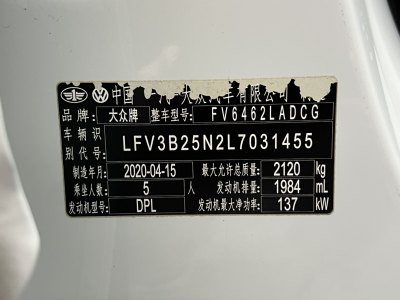 中国 一汽-大众汽车有限公司
品牌: 大众牌 整车型号: FV6462LADCG
车辆识别代号: LFV3B25N2L7031455
制造年月: 2020-04-15 最大允许总质量: 2120 kg
乘坐人数: 5 人 发动机排量: 1984 mL
发动机型号: DPL 发动机最大净功率: 137 kW